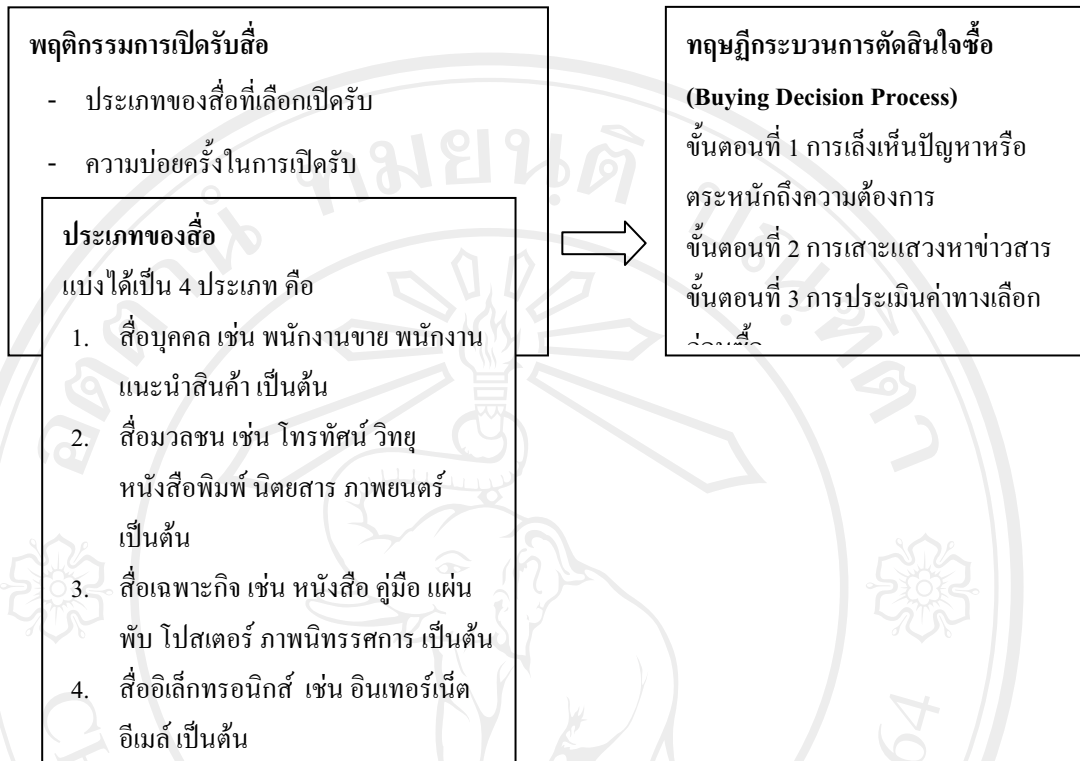 พฤติกรรมการเปิดรับสื่อ
- ประเภทของสื่อที่เลือกเปิดรับ
- ความบ่อยครั้งในการเปิดรับ
ประเภทของสื่อ
แบ่งได้เป็น 4 ประเภท คือ
1. สื่อบุคคล เช่น พนักงานขาย พนักงาน
แนะนำสินค้า เป็นต้น
2. สื่อมวลชน เช่น โทรทัศน์ วิทยุ
หนังสือพิมพ์ นิตยสาร ภาพยนตร์
เป็นต้น
3. สื่อเฉพาะกิจ เช่น หนังสือ คู่มือ แผ่น
พับ โปสเตอร์ ภาพนิทรรศการ เป็นต้น
4. สื่ออิเล็กทรอนิกส์ เช่น อินเทอร์เน็ต
อีเมล์ เป็นต้น
ทฤษฏีกระบวนการตัดสินใจซื้อ
(Buying Decision Process)
ขั้นตอนที่ 1 การเล็งเห็นปัญหาหรือ
ตระหนักถึงความต้องการ
ขั้นตอนที่ 2 การเสาะแสวงหาข่าวสาร
ขั้นตอนที่ 3 การประเมินค่าทางเลือก